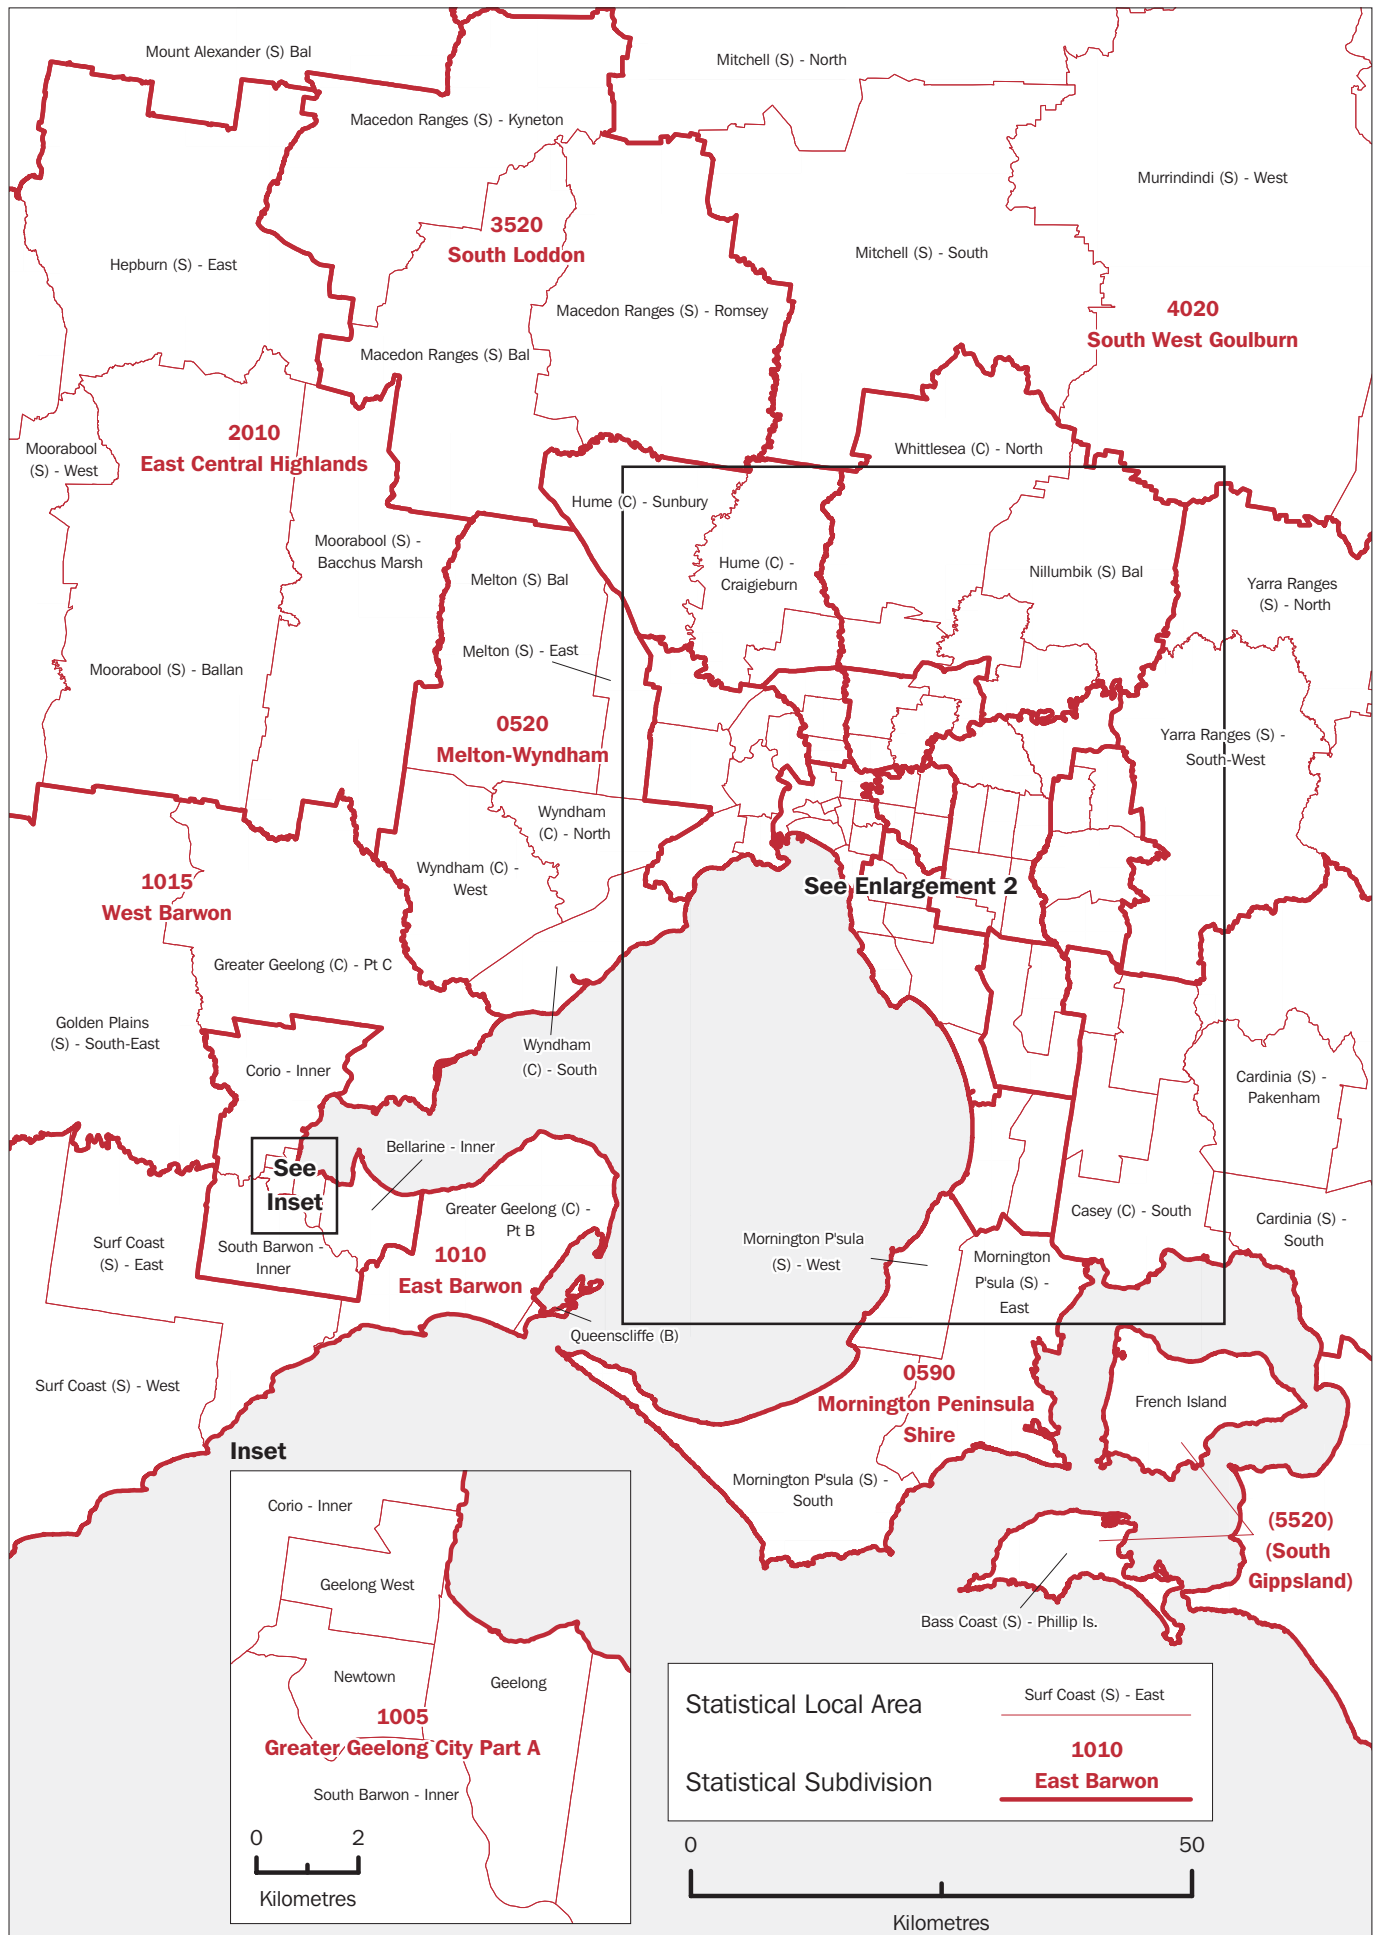 Mount Alexander (S) Bal
Mitchell (S) - North
Macedon Ranges (S) - Kyneton
Murrindindi (S) - West
3520
South Loddon
Mitchell (S) - South
Hepburn (S) - East
Macedon Ranges (S) - Romsey
4020
South West Goulburn
Macedon Ranges (S) Bal
2010
East Central Highlands
Moorabool
(S) - West
Whittlesea (C) - North
Hume (C) - Sunbury
Moorabool (S) -
Bacchus Marsh
Melton (S) Bal
Hume (C) -
Craigieburn
Nillumbik (S) Bal
Yarra Ranges
(S) - North
Melton (S) - East
Moorabool (S) - Ballan
0520
Melton-Wyndham
Yarra Ranges (S) -
South-West
Wyndham
(C) - North
Wyndham (C) -
West
1015
West Barwon
See Enlargement 2
Greater Geelong (C) - Pt C
Golden Plains
(S) - South-East
Wyndham
(C) - South
Corio - Inner
Cardinia (S) -
Pakenham
Bellarine - Inner
See
Inset
Greater Geelong (C) -
Pt B
Casey (C) - South
Cardinia (S) -
South
Surf Coast
(S) - East
South Barwon -
Inner
1010
East Barwon
Mornington P'sula
(S) - West
Mornington
P'sula (S) -
East
Queenscliffe (B)
Surf Coast (S) - West
0590
Mornington Peninsula
Shire
French Island
Mornington P'sula (S) -
South
(5520)
(South
Gippsland)
Bass Coast (S) - Phillip Is.
Inset
Corio - Inner
Geelong West
Newtown
Geelong
1005
Greater Geelong City Part A
South Barwon - Inner
0 2
Kilometres
Statistical Local Area
Surf Coast (S) - East
Statistical Subdivision
1010
East Barwon
0 50
Kilometres